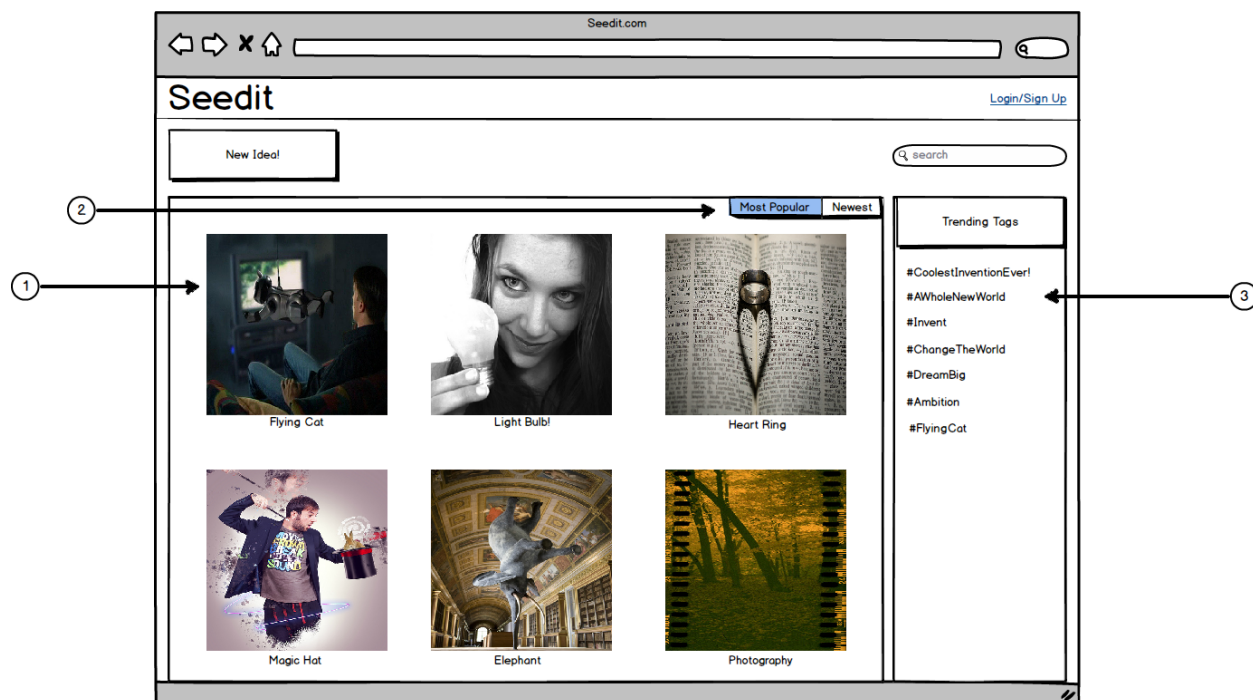 Seedit.com
Seedit
Login/Sign Up
New Idea!
search
2
Most Popular
Newest
Trending Tags
1
3
#CoolestInventionEver!
#AWholeNewWorld
#Invent
#ChangeTheWorld
#DreamBig
#Ambition
#FlyingCat
Flying Cat
Light Bulb!
Heart Ring
Magic Hat
Elephant
Photography